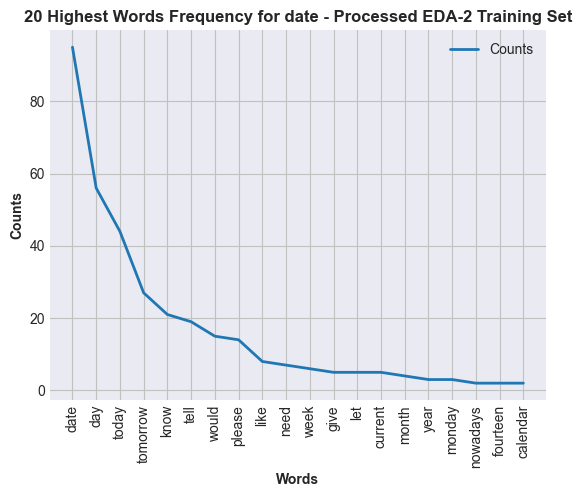 20 Highest Words Frequency for date - Processed EDA-2 Training Set
Counts
80
60
40
20
0
Counts
date
day
today
tomorrow
know
tell
would
please
like
need
week
give
let
current
month
year
monday
nowadays
fourteen
calendar
Words